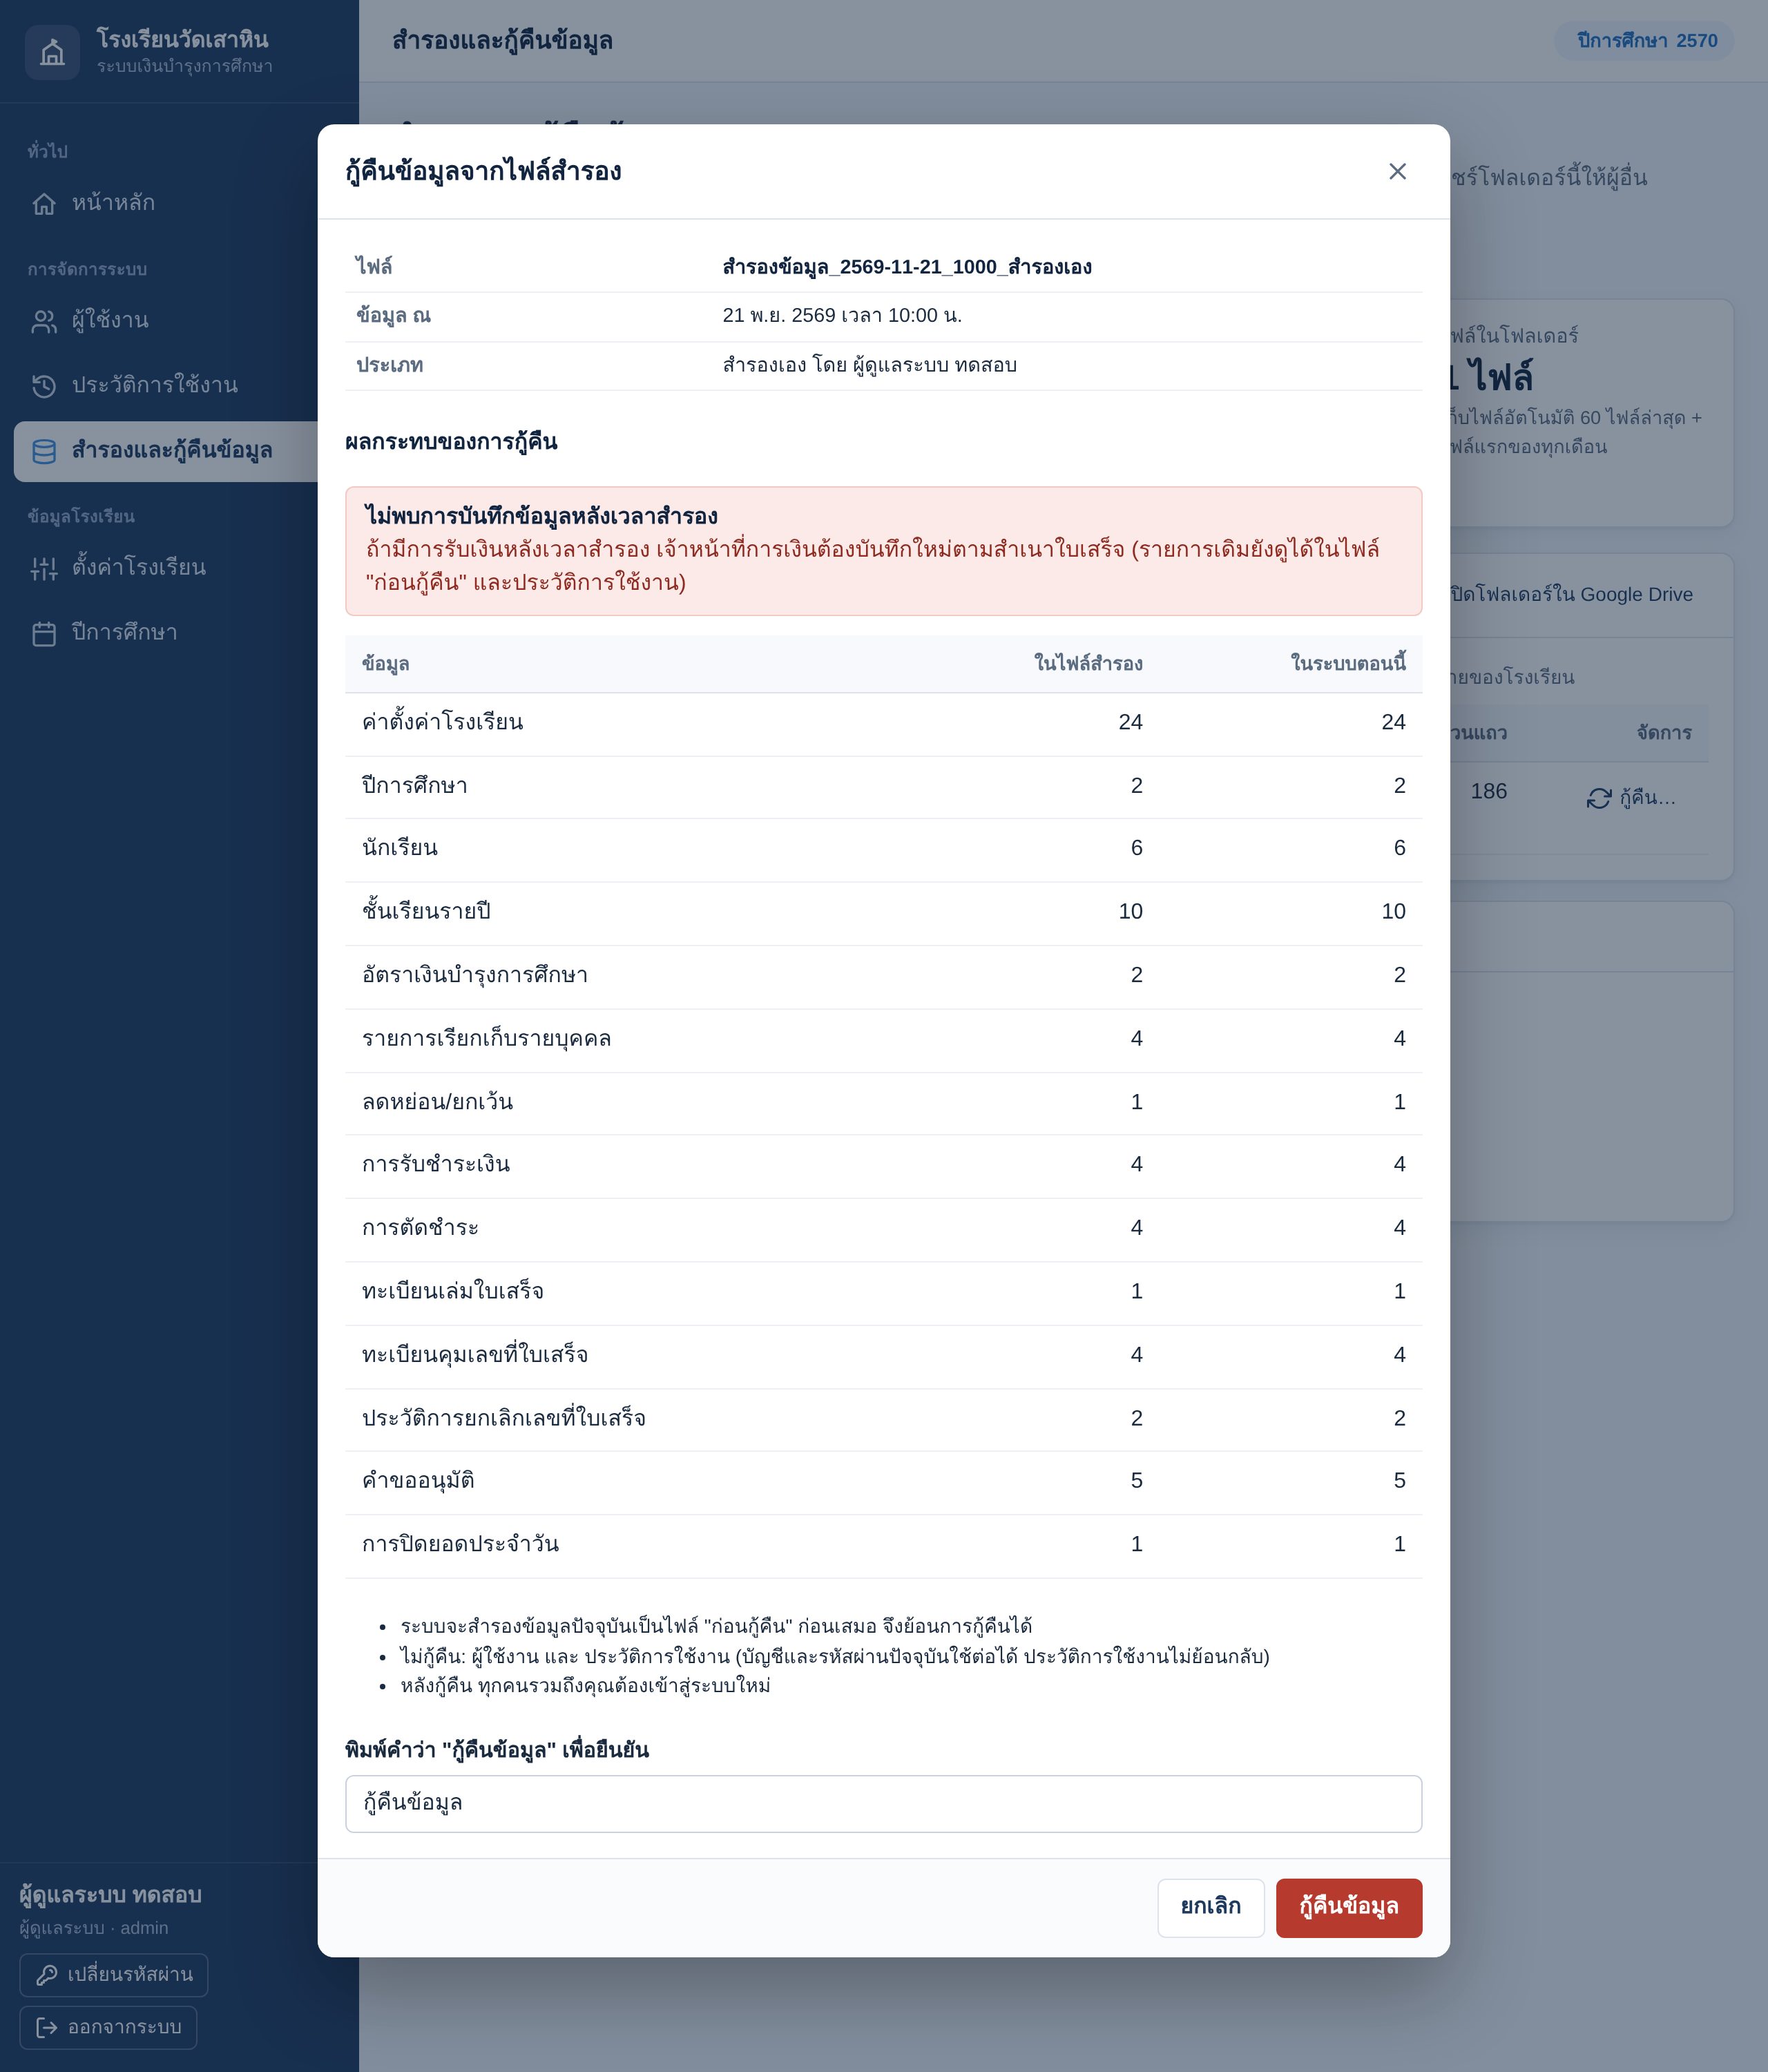 โรงเรียนวัดเสาหิน
ระบบเงินบำรุงการศึกษา
ทั่วไป
หน้าหลัก
การจัดการระบบ
ผู้ใช้งาน
ประวัติการใช้งาน
สำรองและกู้คืนข้อมูล
ข้อมูลโรงเรียน
ตั้งค่าโรงเรียน
ปีการศึกษา
ผู้ดูแลระบบ ทดสอบ
ผู้ดูแลระบบ · admin
เปลี่ยนรหัสผ่าน
ออกจากระบบ
สำรองและกู้คืนข้อมูล
ปีการศึกษา 2570
ชร์โฟลเดอร์นี้ให้ผู้อื่น
ฟล์ในโฟลเดอร์
1 ไฟล์
ก็บไฟล์อัตโนมัติ 60 ไฟล์ล่าสุด +
ฟล์แรกของทุกเดือน
ปิดโฟลเดอร์ใน Google Drive
ายของโรงเรียน
วนแถว จัดการ
186 กู้คืน...
กู้คืนข้อมูลจากไฟล์สำรอง
ไฟล์ สำรองข้อมูล_2569-11-21_1000_สำรองเอง
ข้อมูล ณ 21 พ.ย. 2569 เวลา 10:00 น.
ประเภท สำรองเอง โดย ผู้ดูแลระบบ ทดสอบ
ผลกระทบของการกู้คืน
ไม่พบการบันทึกข้อมูลหลังเวลาสำรอง
ถ้ามีการรับเงินหลังเวลาสำรอง เจ้าหน้าที่การเงินต้องบันทึกใหม่ตามสำเนาใบเสร็จ (รายการเดิมยังดูได้ในไฟล์
"ก่อนกู้คืน" และประวัติการใช้งาน)
ข้อมูล ในไฟล์สำรอง ในระบบตอนนี้
ค่าตั้งค่าโรงเรียน 24 24
ปีการศึกษา 2 2
นักเรียน 6 6
ชั้นเรียนรายปี 10 10
อัตราเงินบำรุงการศึกษา 2 2
รายการเรียกเก็บรายบุคคล 4 4
ลดหย่อน/ยกเว้น 1 1
การรับชำระเงิน 4 4
การตัดชำระ 4 4
ทะเบียนเล่มใบเสร็จ 1 1
ทะเบียนคุมเลขที่ใบเสร็จ 4 4
ประวัติการยกเลิกเลขที่ใบเสร็จ 2 2
คำขออนุมัติ 5 5
การปิดยอดประจำวัน 1 1
• ระบบจะสำรองข้อมูลปัจจุบันเป็นไฟล์ "ก่อนกู้คืน" ก่อนเสมอ จึงย้อนการกู้คืนได้
• ไม่กู้คืน: ผู้ใช้งาน และ ประวัติการใช้งาน (บัญชีและรหัสผ่านปัจจุบันใช้ต่อได้ ประวัติการใช้งานไม่ย้อนกลับ)
• หลังกู้คืน ทุกคนรวมถึงคุณต้องเข้าสู่ระบบใหม่
พิมพ์คำว่า "กู้คืนข้อมูล" เพื่อยืนยัน
กู้คืนข้อมูล
ยกเลิก กู้คืนข้อมูล